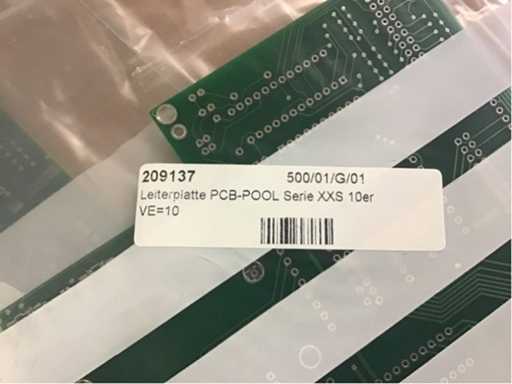 209137 500/01/G/01
Leiterplatte PCB-POOL Serie XXS 10er
VE=10